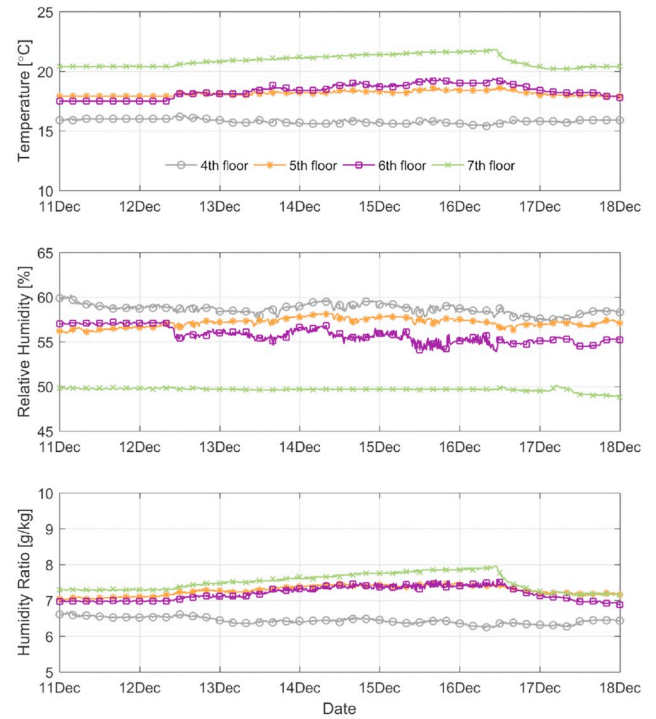 25
20
15
10
Temperature [°C]
4th floor 5th floor 6th floor 7th floor
11Dec 12Dec 13Dec 14Dec 15Dec 16Dec 17Dec 18Dec
65
60
55
50
45
Relative Humidity [%]
11Dec 12Dec 13Dec 14Dec 15Dec 16Dec 17Dec 18Dec
10
9
8
7
6
5
Humidity Ratio [g/kg]
11Dec 12Dec 13Dec 14Dec 15Dec 16Dec 17Dec 18Dec
Date